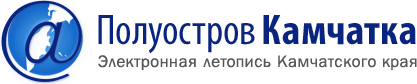 Полуостров Камчатка
Электронная летопись Камчатского края